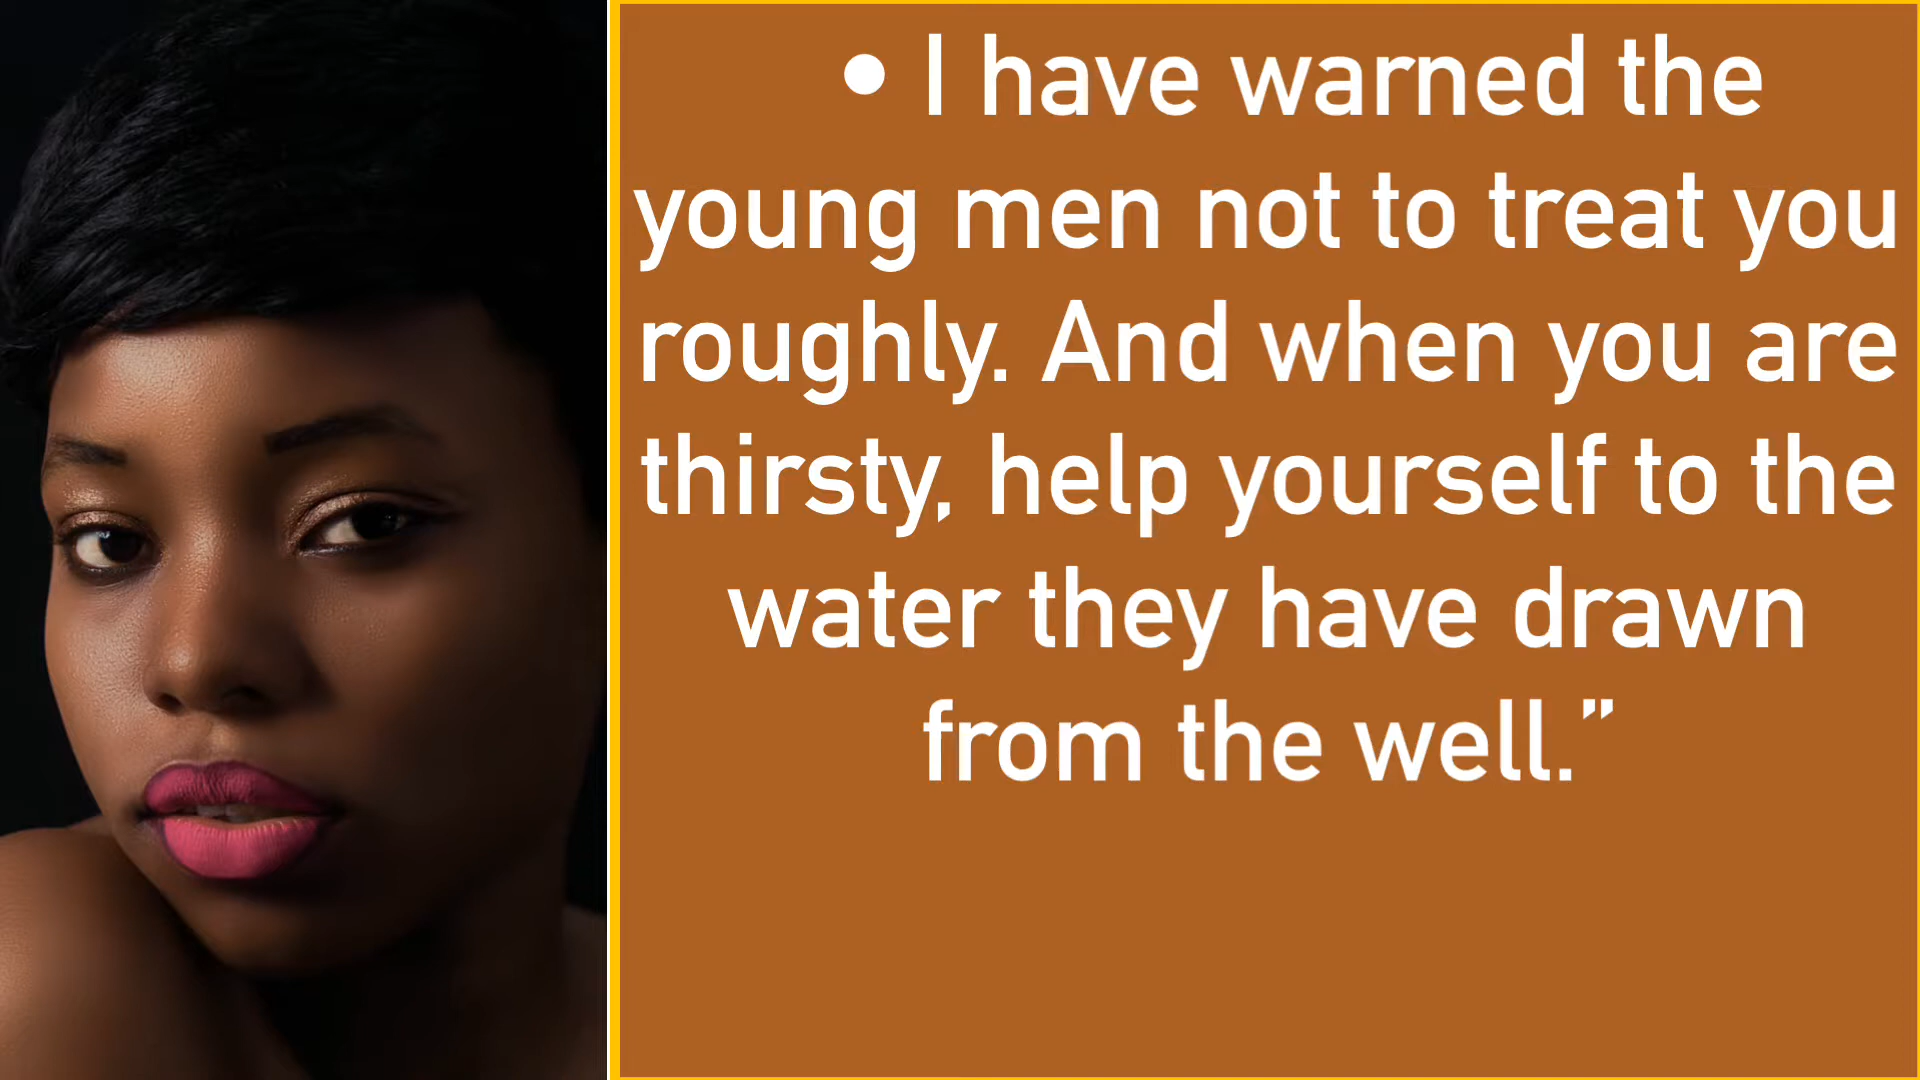 • I have warned the
young men not to treat you
roughly. And when you are
thirsty, help yourself to the
water they have drawn
from the well.”